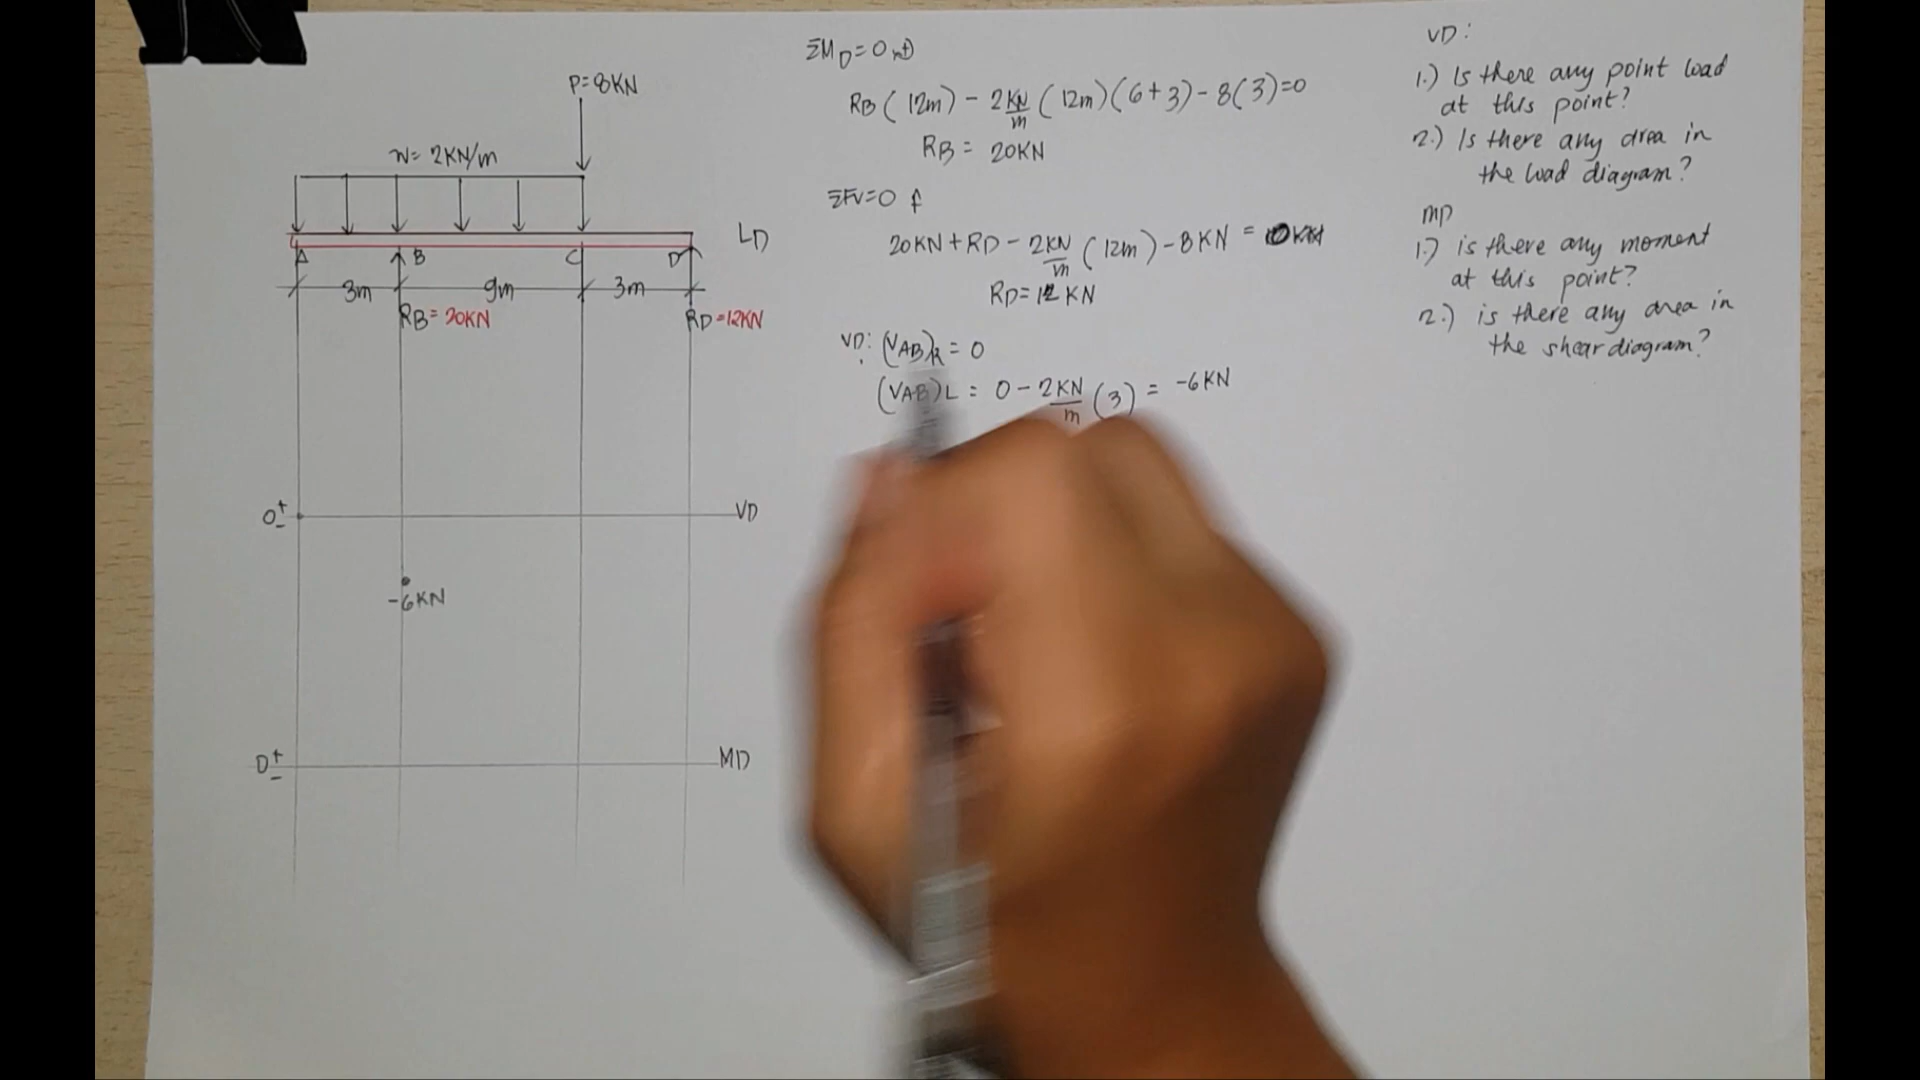 P=8KN
w=2KN/m
LD
A B C D
3m 9m 3m
RB=20KN RD=12KN
0+- VD
-6KN
0+- MD
ΣMD=0
RB(12m) - 2KN/m (12m)(6+3) - 8(3)=0
RB= 20KN
ΣFV=0
20KN+RD - 2KN/m (12m) - 8KN = 0
RD=12KN
VD: (VAB)R = 0
(VAB)L = 0 - 2KN/m (3) = -6KN
VD:
1.) Is there any point load
at this point?
2.) Is there any area in
the load diagram?
MD
1.) is there any moment
at this point?
2.) is there any area in
the shear diagram?